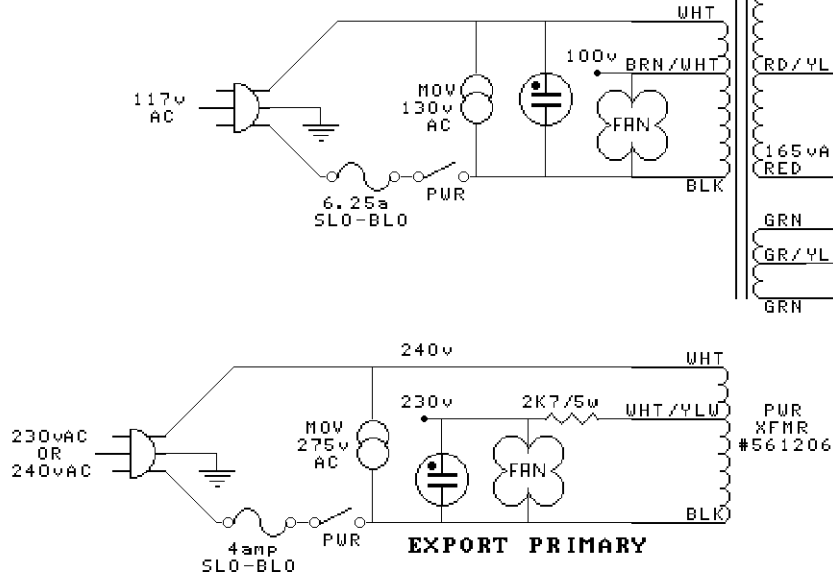 WHT
100v
BRN/WHT
RD/YL
117v
AC
MOV
130v
AC
FAN
165vA
RED
BLK
PWR
6.25a
SLO-BLO
GRN
GR/YL
GRN
240v
WHT
230v
2K7/5w
WHT/YLW
PWR
XFMR
#561206
230vAC
OR
240vAC
MOV
275v
AC
FAN
BLK
PWR
4amp
SLO-BLO
EXPORT PRIMARY